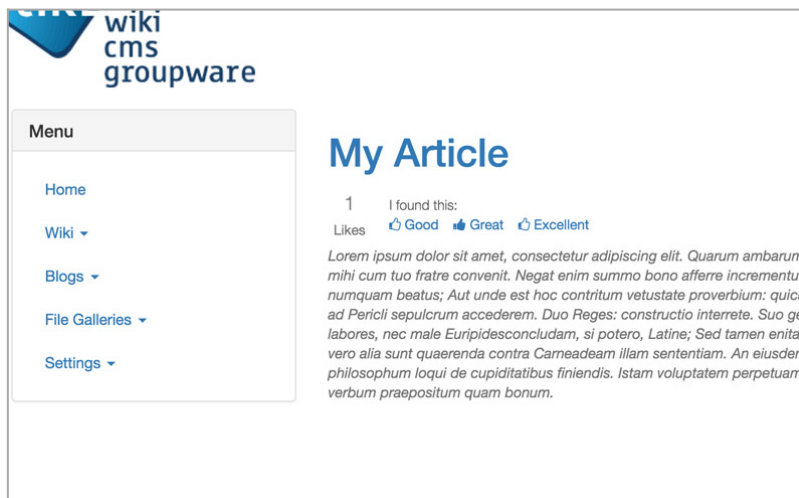 wiki
cms
groupware
Menu
Home
Wiki
Blogs
File Galleries
Settings
My Article
1
Likes
I found this:
Good Great Excellent
Lorem ipsum dolor sit amet, consectetur adipiscing elit. Quarum ambarum
mihi cum tuo fratre convenit. Negat enim summo bono afferre incrementu
numquam beatus; Aut unde est hoc contritum vetustate proverbium: quicu
ad Pericli sepulcrum accederem. Duo Reges: constructio interrete. Suo ge
labores, nec male Euripidesconcludam, si potero, Latine; Sed tamen enita
vero alia sunt quaerenda contra Carneadeam illam sententiam. An eiusdem
philosophum loqui de cupiditatibus finiendis. Istam voluptatem perpetuam
verbum praepositum quam bonum.